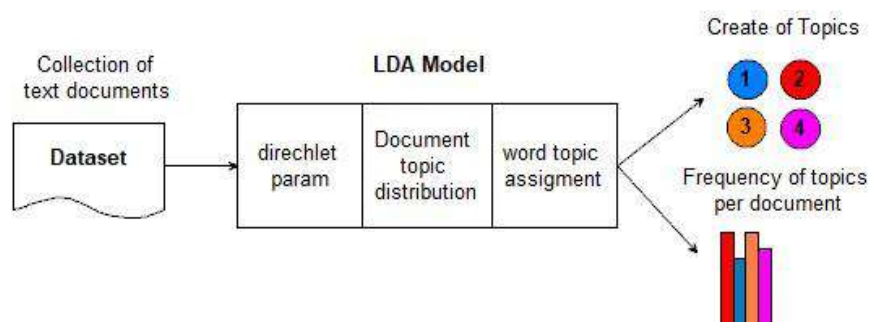 Collection of
text documents
Dataset
LDA Model
direchlet
param
Document
topic
distribution
word topic
assigment
Create of Topics
1
2
3
4
Frequency of topics
per document